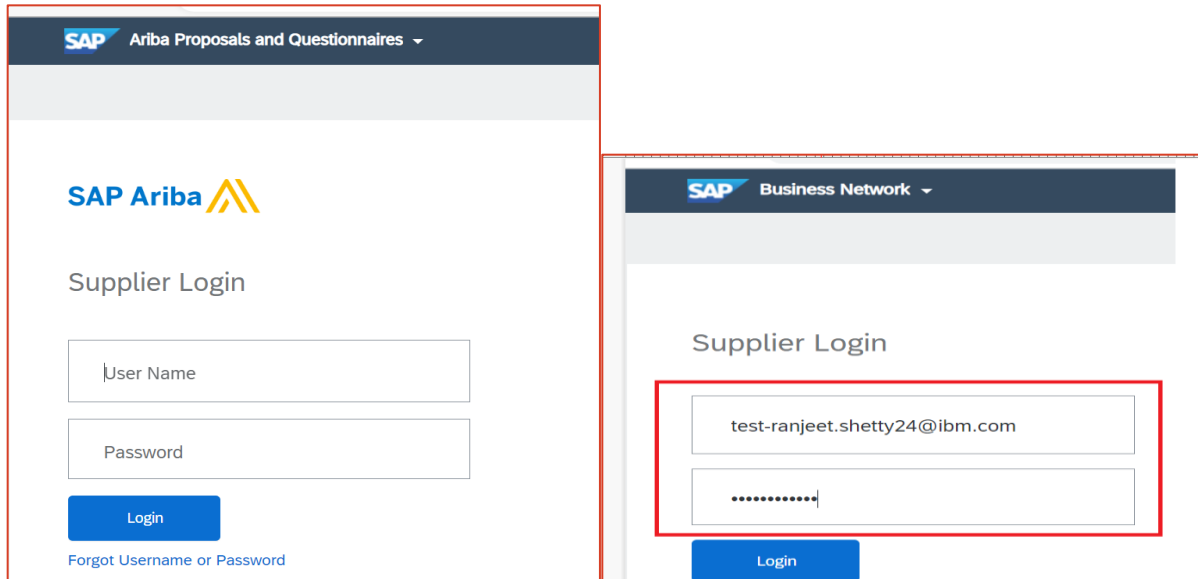 SAP Ariba Proposals and Questionnaires
SAP Ariba
Supplier Login
User Name
Password
Login
Forgot Username or Password
SAP Business Network
Supplier Login
test-ranjeet.shetty24@ibm.com
••••••••••••
Login